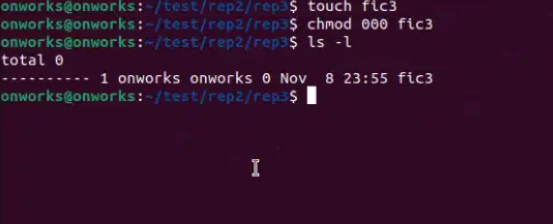 onworks@onworks:~/test/rep2/rep3$ touch fic3
onworks@onworks:~/test/rep2/rep3$ chmod 000 fic3
onworks@onworks:~/test/rep2/rep3$ ls -l
total 0
---------- 1 onworks onworks 0 Nov  8 23:55 fic3
onworks@onworks:~/test/rep2/rep3$